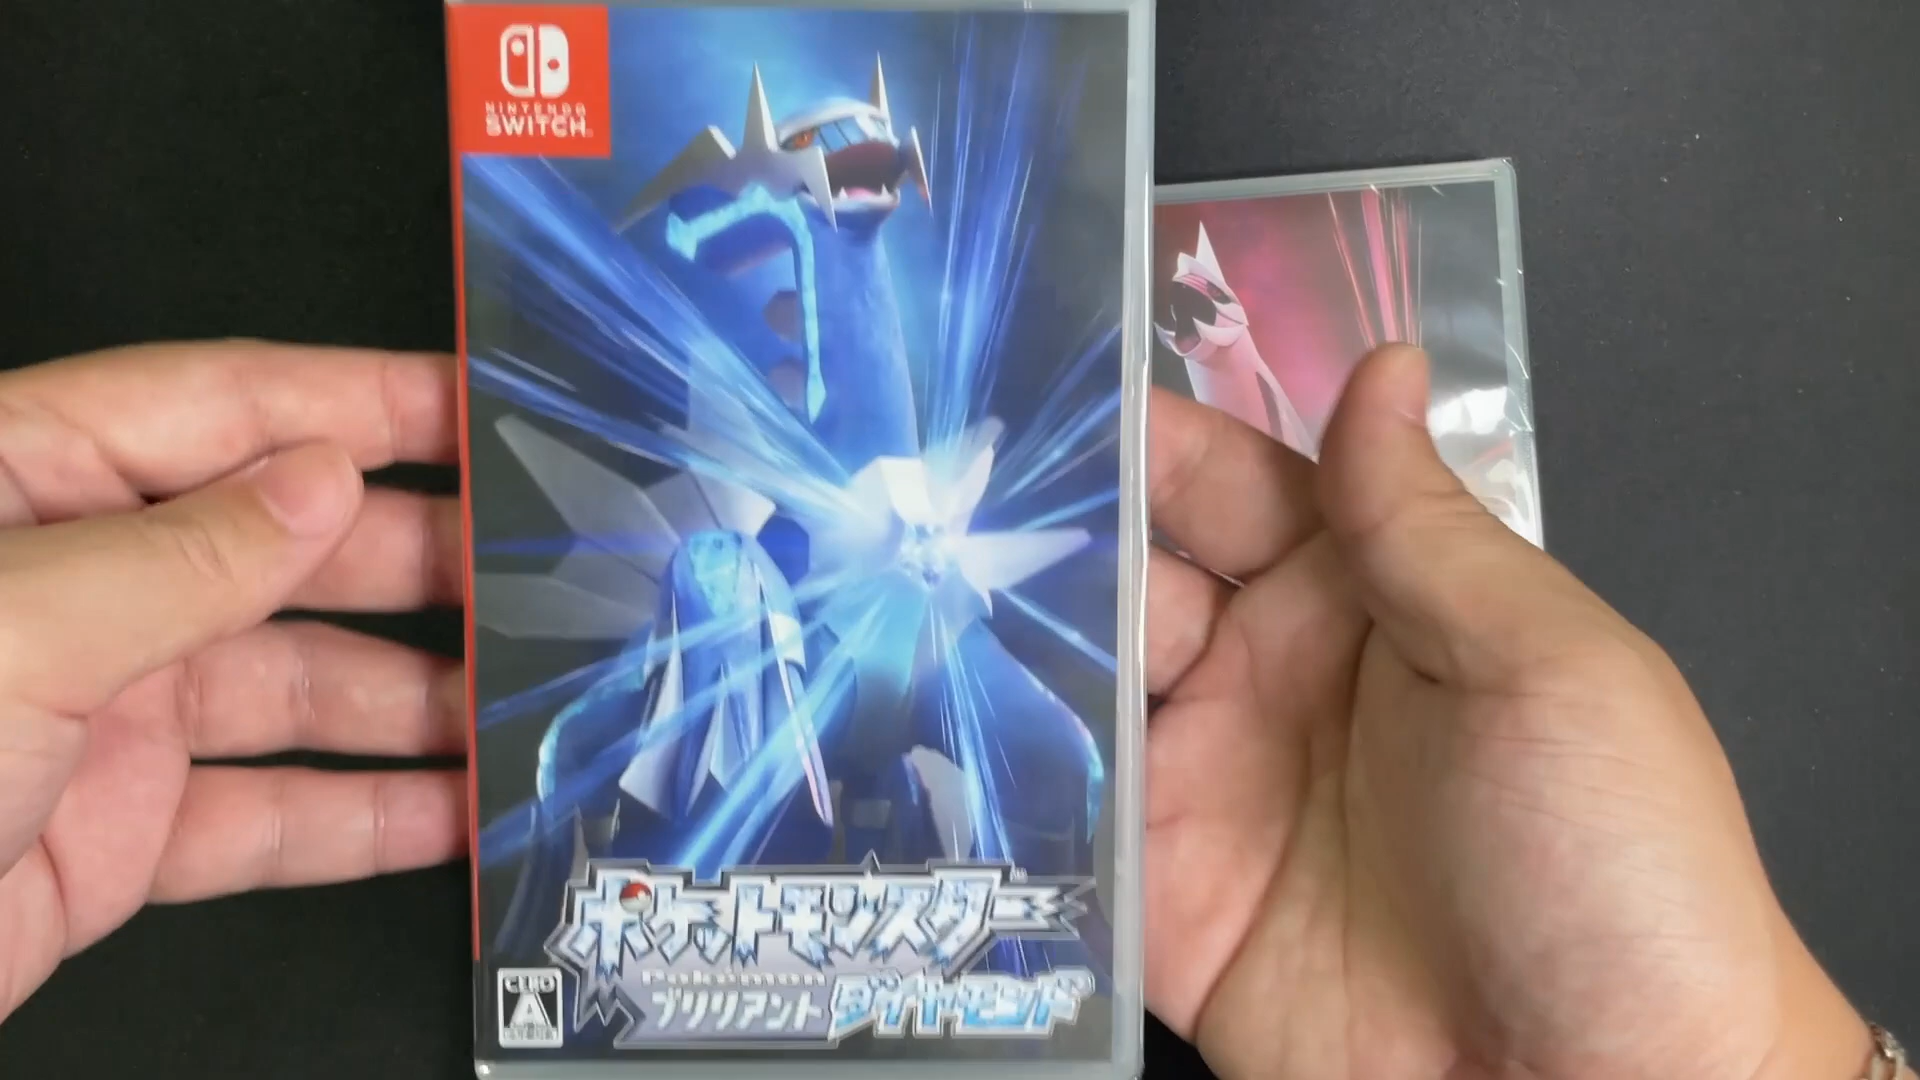 NINTENDO
SWITCH
ポケットモンスター
Pokémon
ブリリアント ダイヤモンド
CERO
A